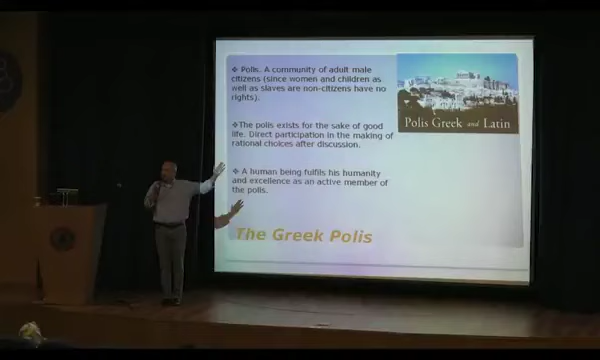 ❖ Polis. A community of adult male
citizens (since women and children as
well as slaves are non-citizens have no
rights).
❖The polis exists for the sake of good
life. Direct participation in the making of
rational choices after discussion.
❖ A human being fulfils his humanity
and excellence as an active member of
the polis.
Polis Greek and Latin
The Greek Polis